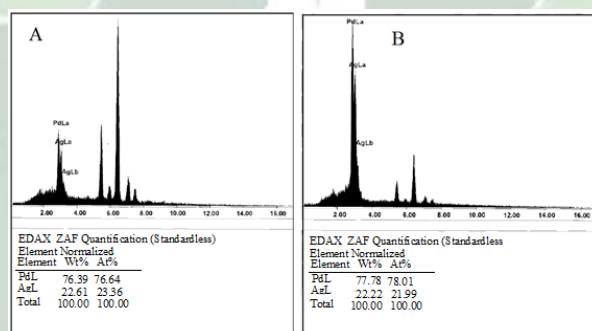 A
PdLa
AgLa
AgLb
2.00 4.00 6.00 8.00 10.00 12.00 14.00 16.00
EDAX ZAF Quantification (Standardless)
Element Normalized
Element Wt% At%
PdL 76.39 76.64
AgL 22.61 23.36
Total 100.00 100.00
B
PdLa
AgLa
AgLb
2.00 4.00 6.00 8.00 10.00 12.00 14.00 16.00
EDAX ZAF Quantification (Standardless
Element Normalized
Element Wt% At%
PdL 77.78 78.01
AgL 22.22 21.99
Total 100.00 100.00